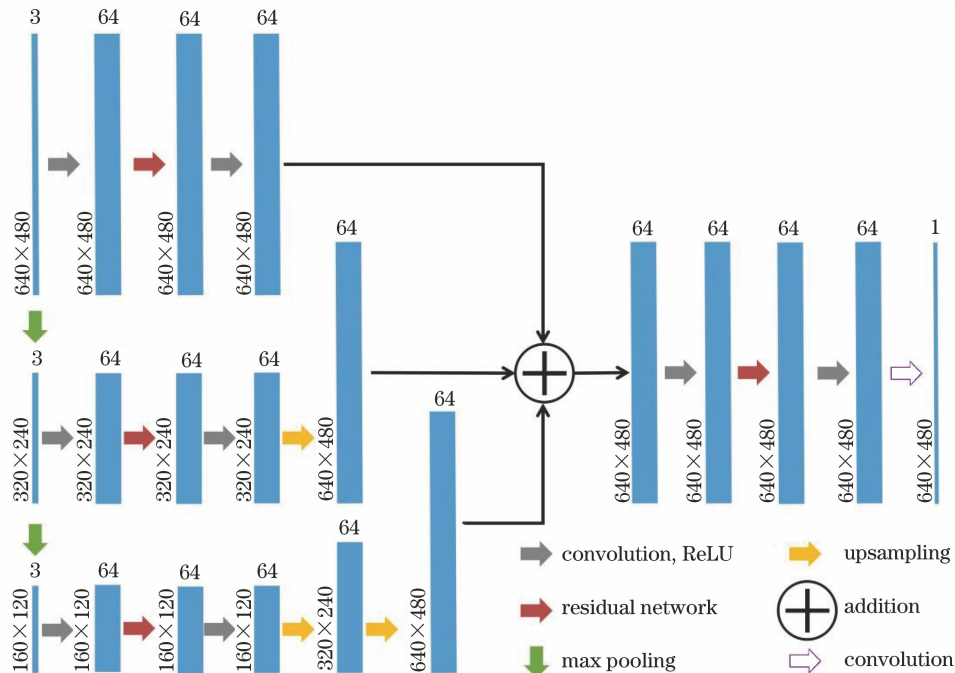 3 64 64 64
640×480 640×480 640×480 640×480
64
640×480
3 64 64 64
320×240 320×240 320×240 320×240
64
640×480
3 64 64 64
160×120 160×120 160×120 160×120
64
320×240
64 64 64 64 1
640×480 640×480 640×480 640×480 640×480
convolution, ReLU
upsampling
residual network
addition
max pooling
convolution